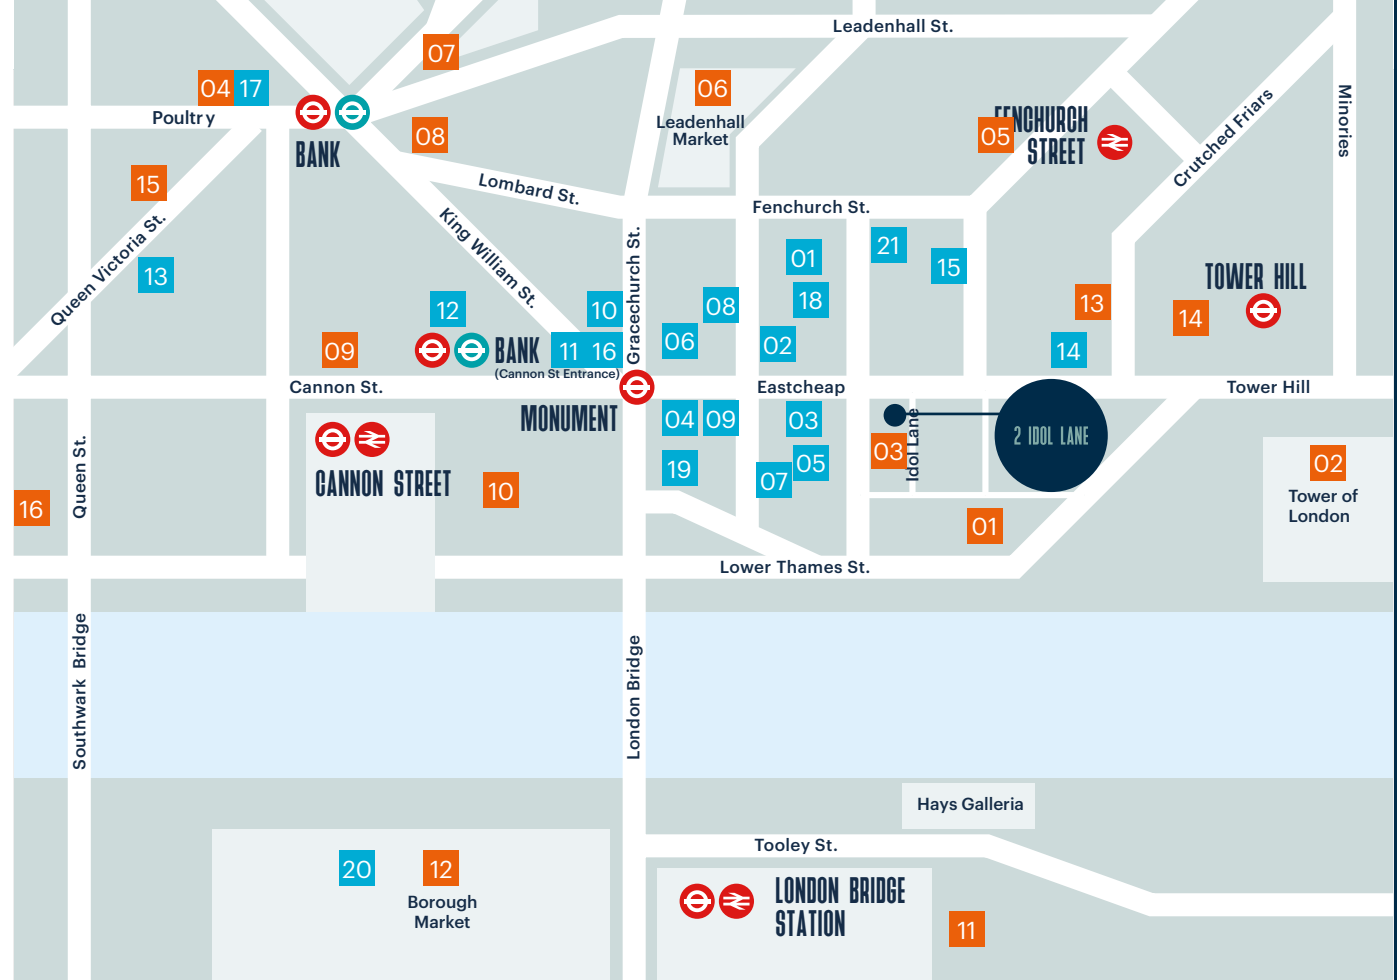 Leadenhall St.
07
04 17
06
Poultry
08
Leadenhall
Market
FENCHURCH
STREET
05
Minories
Crutched Friars
BANK
15
Lombard St.
Fenchurch St.
Queen Victoria St.
King William St.
Gracechurch St.
21
01
15
13
TOWER HILL
12
10
08
18
13
14
09
BANK
(Cannon St Entrance)
11 16
06
02
14
Cannon St.
Eastcheap
Tower Hill
MONUMENT
04 09
03
2 IDOL LANE
Idol Lane
03
Queen St.
CANNON STREET
10
19
07
05
02
Tower of
London
16
01
Lower Thames St.
Southwark Bridge
London Bridge
Hays Galleria
Tooley St.
20
12
Borough
Market
LONDON BRIDGE
STATION
11